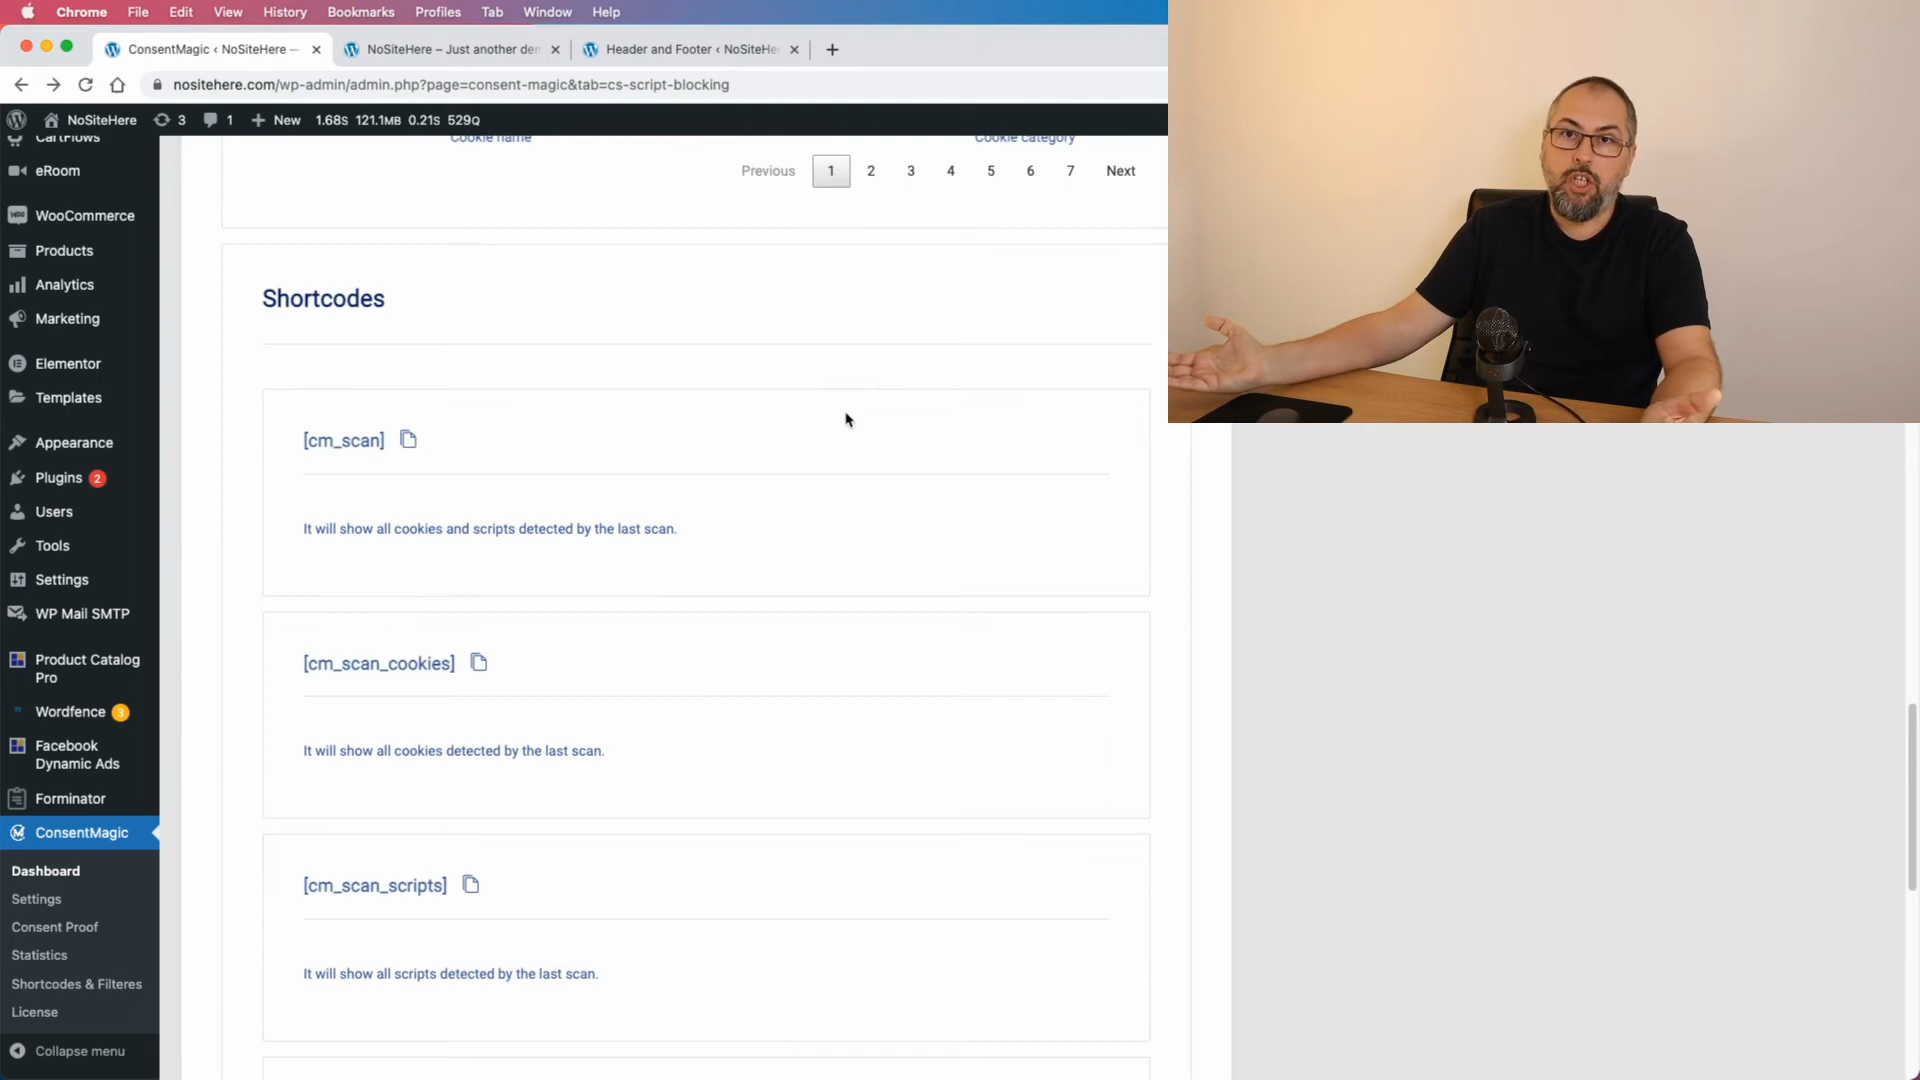 Chrome File Edit View History Bookmarks Profiles Tab Window Help
ConsentMagic ‹ NoSiteHere —
NoSiteHere – Just another den
Header and Footer ‹ NoSiteHe
nositehere.com/wp-admin/admin.php?page=consent-magic&tab=cs-script-blocking
NoSiteHere 3 1 New 1.68S 121.1MB 0.21S 529Q
CartFlows
eRoom
WooCommerce
Products
Analytics
Marketing
Elementor
Templates
Appearance
Plugins 2
Users
Tools
Settings
WP Mail SMTP
Product Catalog
Pro
Wordfence 3
Facebook
Dynamic Ads
Forminator
ConsentMagic
Dashboard
Settings
Consent Proof
Statistics
Shortcodes & Filteres
License
Collapse menu
Cookie name Cookie category
Previous 1 2 3 4 5 6 7 Next
Shortcodes
[cm_scan]
It will show all cookies and scripts detected by the last scan.
[cm_scan_cookies]
It will show all cookies detected by the last scan.
[cm_scan_scripts]
It will show all scripts detected by the last scan.